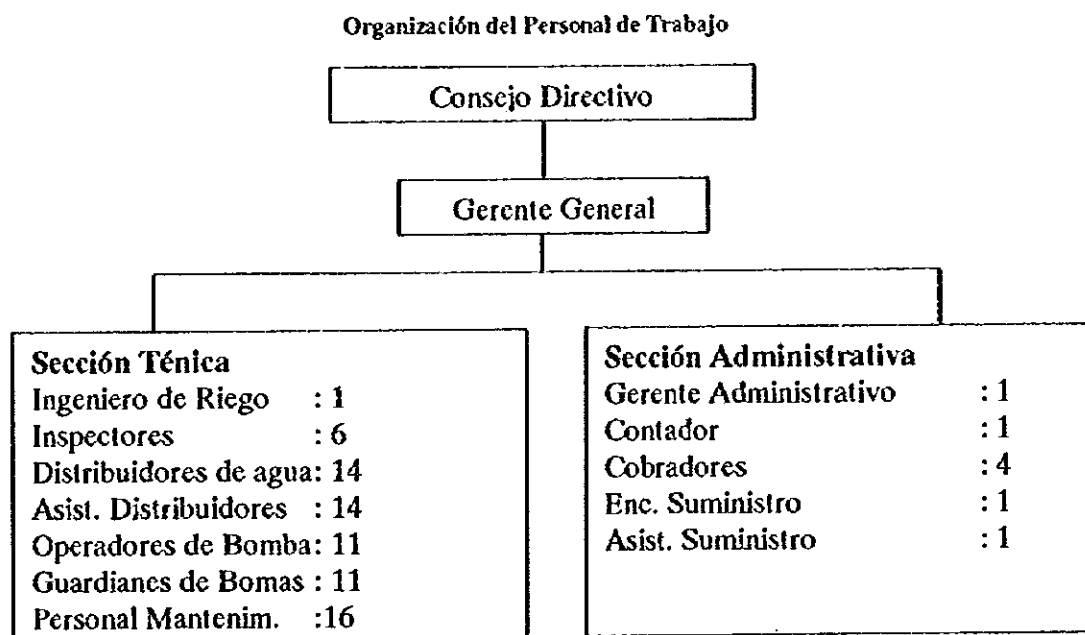 Organización del Personal de Trabajo
Consejo Directivo
Gerente General
Sección Ténica
Ingeniero de Riego : 1
Inspectores : 6
Distribuidores de agua: 14
Asist. Distribuidores : 14
Operadores de Bomba: 11
Guardianes de Bomas : 11
Personal Mantenim. :16
Sección Administrativa
Gerente Administrativo : 1
Contador : 1
Cobradores : 4
Enc. Suministro : 1
Asist. Suministro : 1